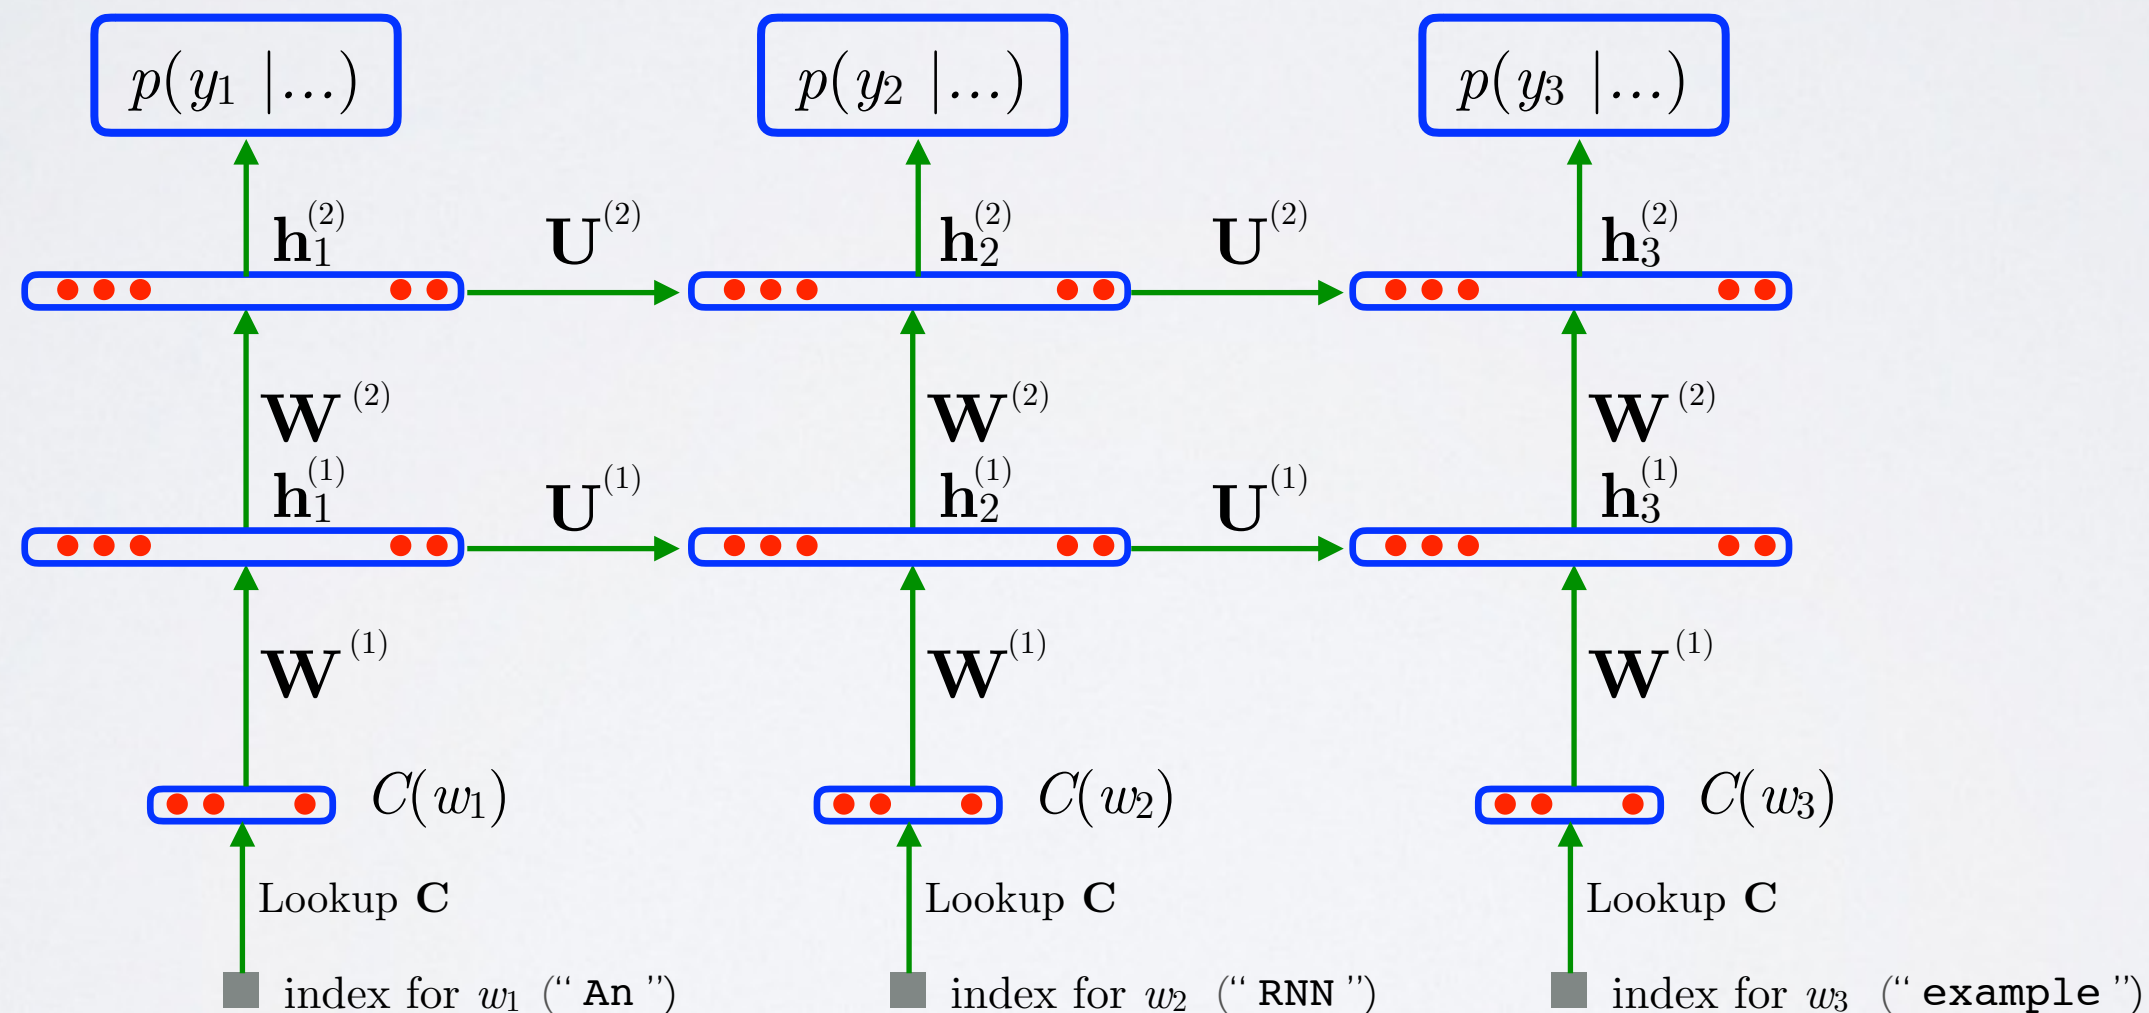 p(y₁ |...) p(y₂ |...) p(y₃ |...)
h₁⁽²⁾ U⁽²⁾ h₂⁽²⁾ U⁽²⁾ h₃⁽²⁾
W⁽²⁾ W⁽²⁾ W⁽²⁾
h₁⁽¹⁾ U⁽¹⁾ h₂⁽¹⁾ U⁽¹⁾ h₃⁽¹⁾
W⁽¹⁾ W⁽¹⁾ W⁽¹⁾
C(w₁) C(w₂) C(w₃)
Lookup C Lookup C Lookup C
index for w₁ (“ An ”) index for w₂ (“ RNN ”) index for w₃ (“ example ”)